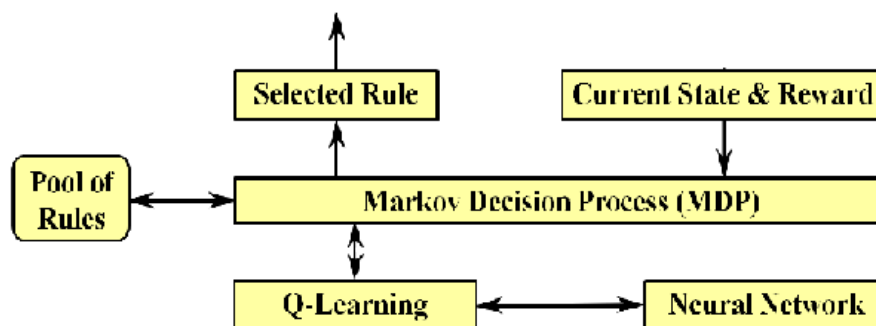 Selected Rule
Current State & Reward
Pool of
Rules
Markov Decision Process (MDP)
Q-Learning
Neural Network